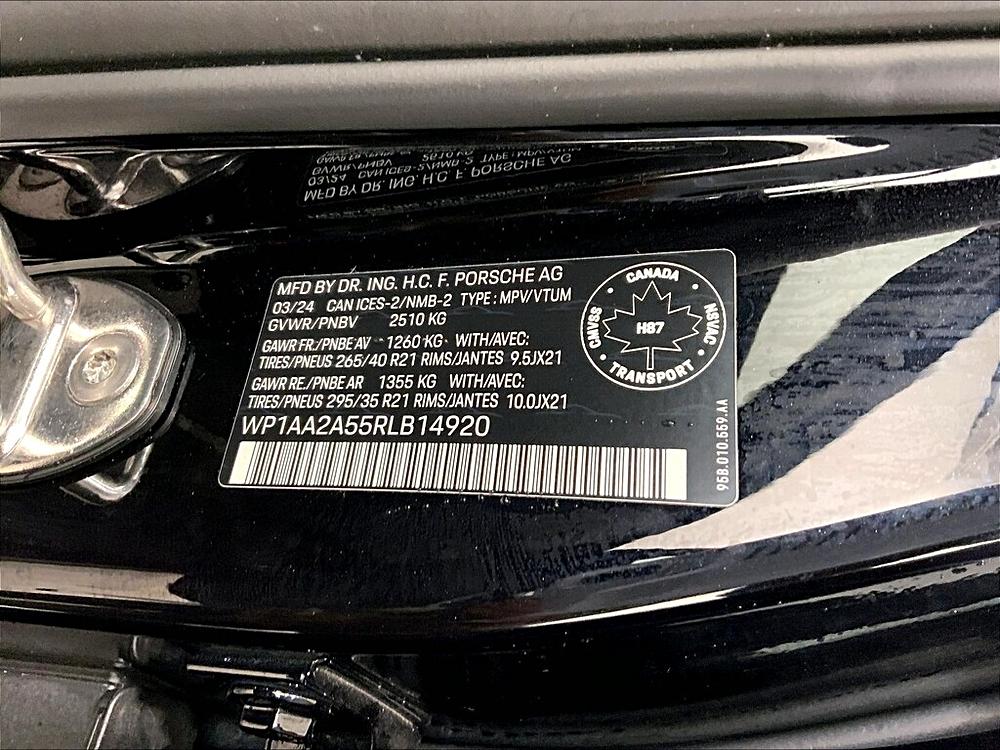 MFD BY DR. ING. H.C. F. PORSCHE AG
03/24 CAN ICES-2/NMB-2 TYPE : MPV/VTUM
GVWR/PNBV 2510 KG
GAWR FR./PNBE AV 1260 KG WITH/AVEC:
TIRES/PNEUS 265/40 R21 RIMS/JANTES 9.5JX21
GAWR RE./PNBE AR 1355 KG WITH/AVEC:
TIRES/PNEUS 295/35 R21 RIMS/JANTES 10.0JX21
WP1AA2A55RLB14920
CANADA
CMVSS
H87
NSVAC
TRANSPORT
95B.010.559.AA